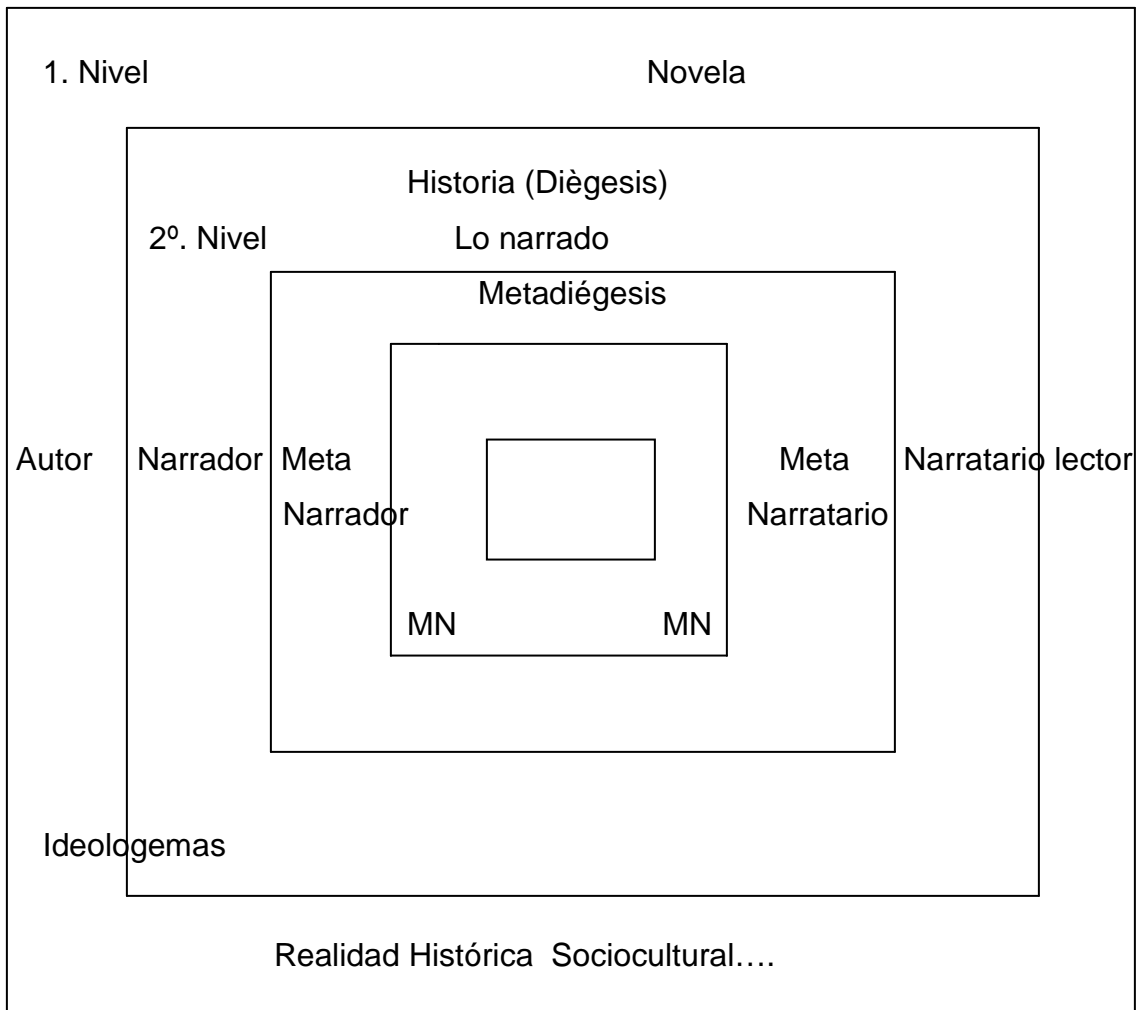 1. Nivel Novela
Historia (Diègesis)
2º. Nivel Lo narrado
Metadiégesis
Autor Narrador Meta Meta Narratario lector
Narrador Narratario
MN MN
Ideologemas
Realidad Histórica Sociocultural….